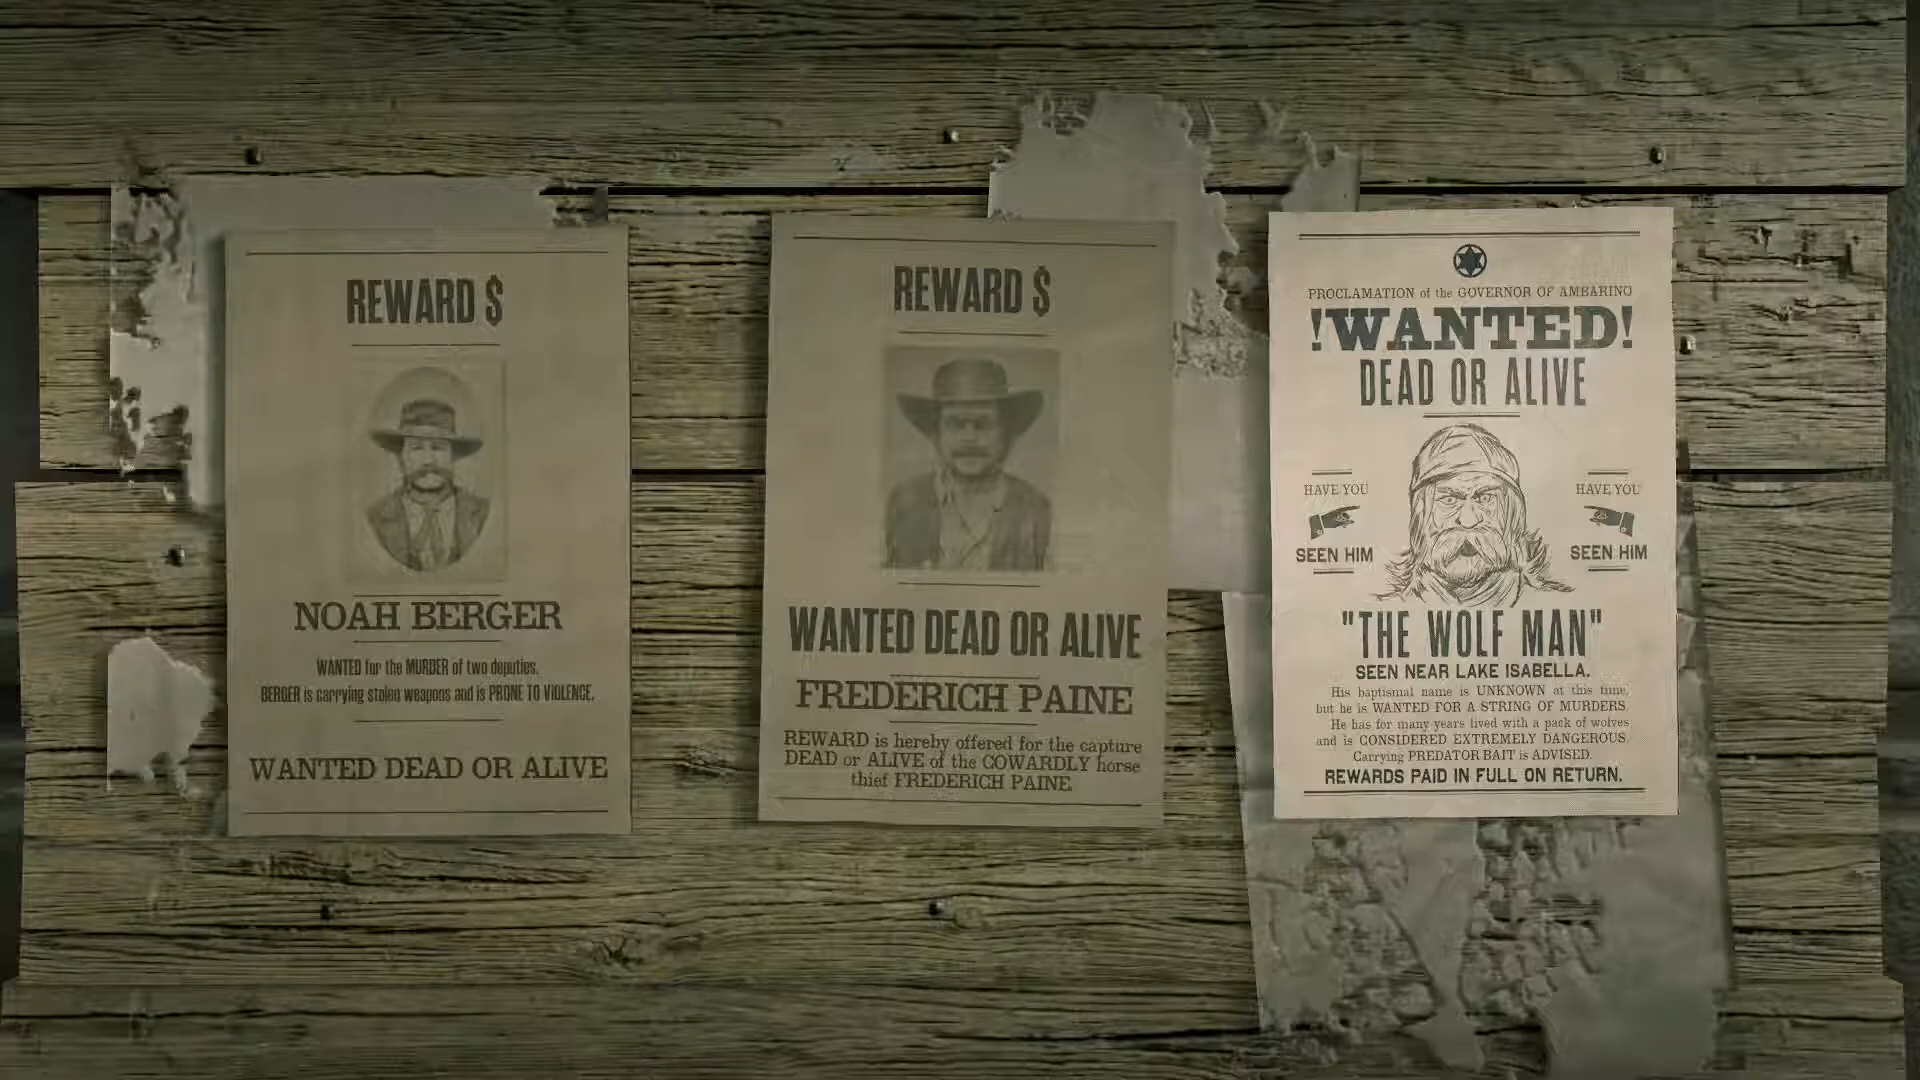 REWARD $
NOAH BERGER
WANTED for the MURDER of two deputies.
BERGER is carrying stolen weapons and is PRONE TO VIOLENCE.
WANTED DEAD OR ALIVE
REWARD $
WANTED DEAD OR ALIVE
FREDERICH PAINE
REWARD is hereby offered for the capture
DEAD or ALIVE of the COWARDLY horse
thief FREDERICH PAINE.
PROCLAMATION of the GOVERNOR OF AMBARINO
!WANTED!
DEAD OR ALIVE
HAVE YOU
SEEN HIM
HAVE YOU
SEEN HIM
"THE WOLF MAN"
SEEN NEAR LAKE ISABELLA.
His baptismal name is UNKNOWN at this time,
but he is WANTED FOR A STRING OF MURDERS.
He has for many years lived with a pack of wolves
and is CONSIDERED EXTREMELY DANGEROUS.
Carrying PREDATOR BAIT is ADVISED.
REWARDS PAID IN FULL ON RETURN.